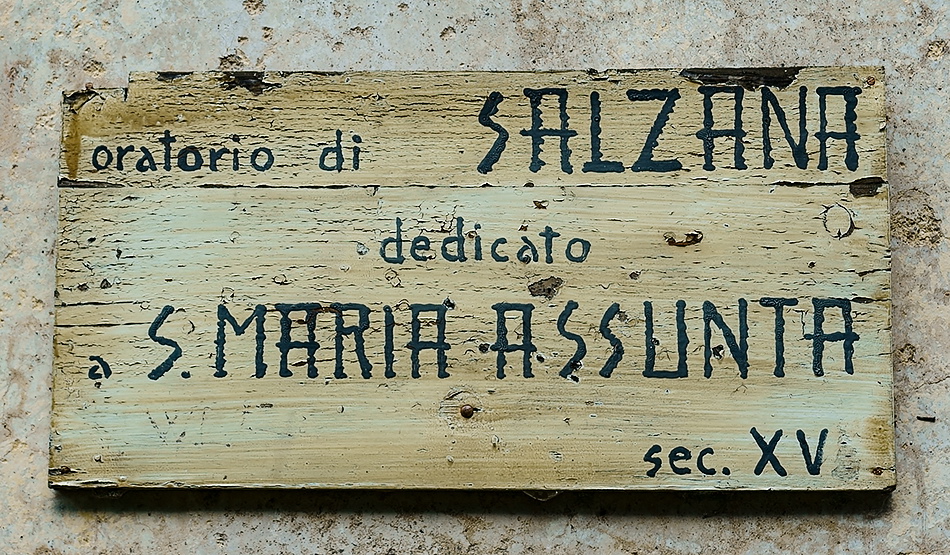 oratorio di SALZANA
dedicato
a S. MARIA ASSUNTA
sec. XV